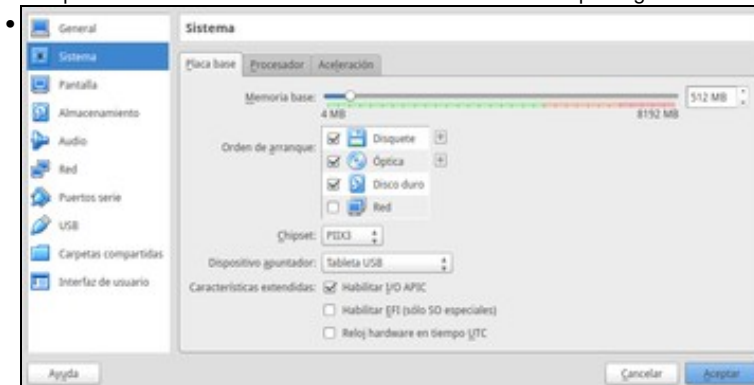 General
Sistema
Pantalla
Almacenamiento
Audio
Red
Puertos serie
USB
Carpetas compartidas
Interfaz de usuario
Sistema
Placa base Procesador Aceleración
Memoria base: 512 MB
4 MB 8192 MB
Orden de arranque: Disquete
Óptica
Disco duro
Red
Chipset: PIIX3
Dispositivo apuntador: Tableta USB
Características extendidas: Habilitar I/O APIC
Habilitar EFI (sólo SO especiales)
Reloj hardware en tiempo UTC
Ayuda Cancelar Aceptar